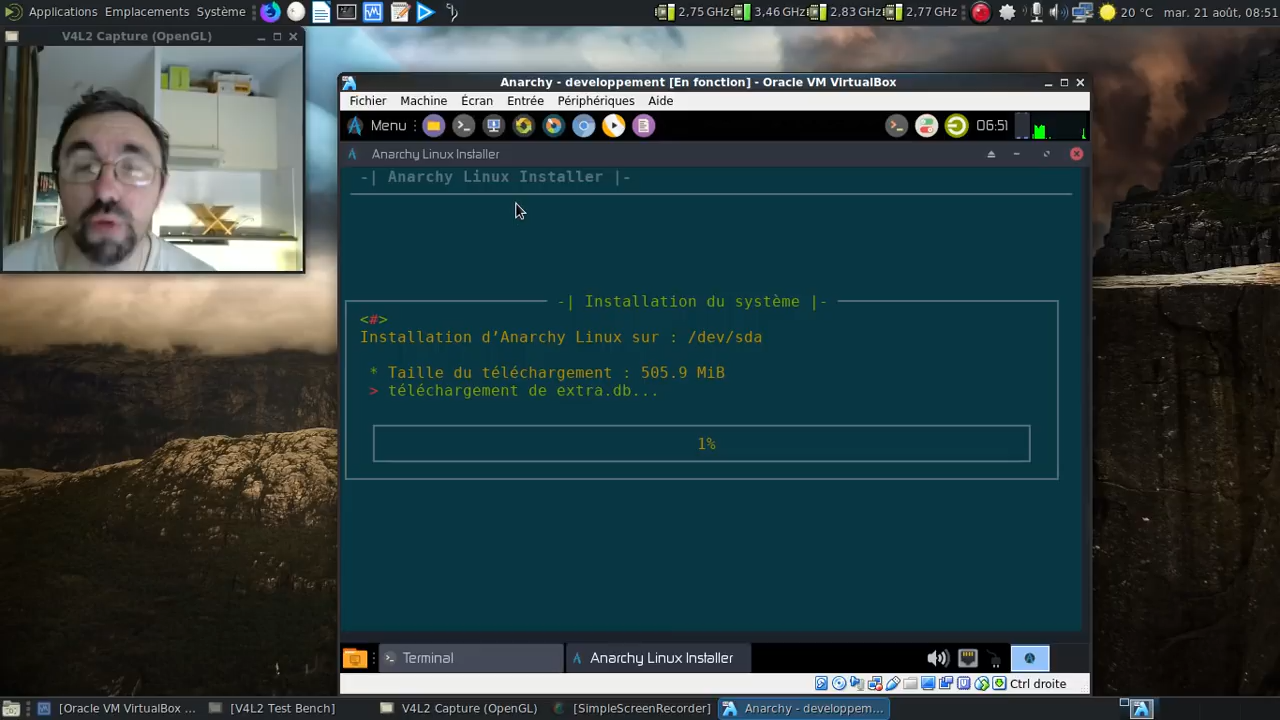 Applications Emplacements Système
2,75 GHz 3,46 GHz 2,83 GHz 2,77 GHz 20 °C mar. 21 août, 08:51
V4L2 Capture (OpenGL)
Anarchy - developpement [En fonction] - Oracle VM VirtualBox
Fichier Machine Écran Entrée Périphériques Aide
Menu 06:51
Anarchy Linux Installer
-| Anarchy Linux Installer |-
-| Installation du système |-
<#>
Installation d’Anarchy Linux sur : /dev/sda
* Taille du téléchargement : 505.9 MiB
> téléchargement de extra.db...
1%
Terminal Anarchy Linux Installer
Ctrl droite
[Oracle VM VirtualBox ... [V4L2 Test Bench] V4L2 Capture (OpenGL) [SimpleScreenRecorder] Anarchy - developpem...